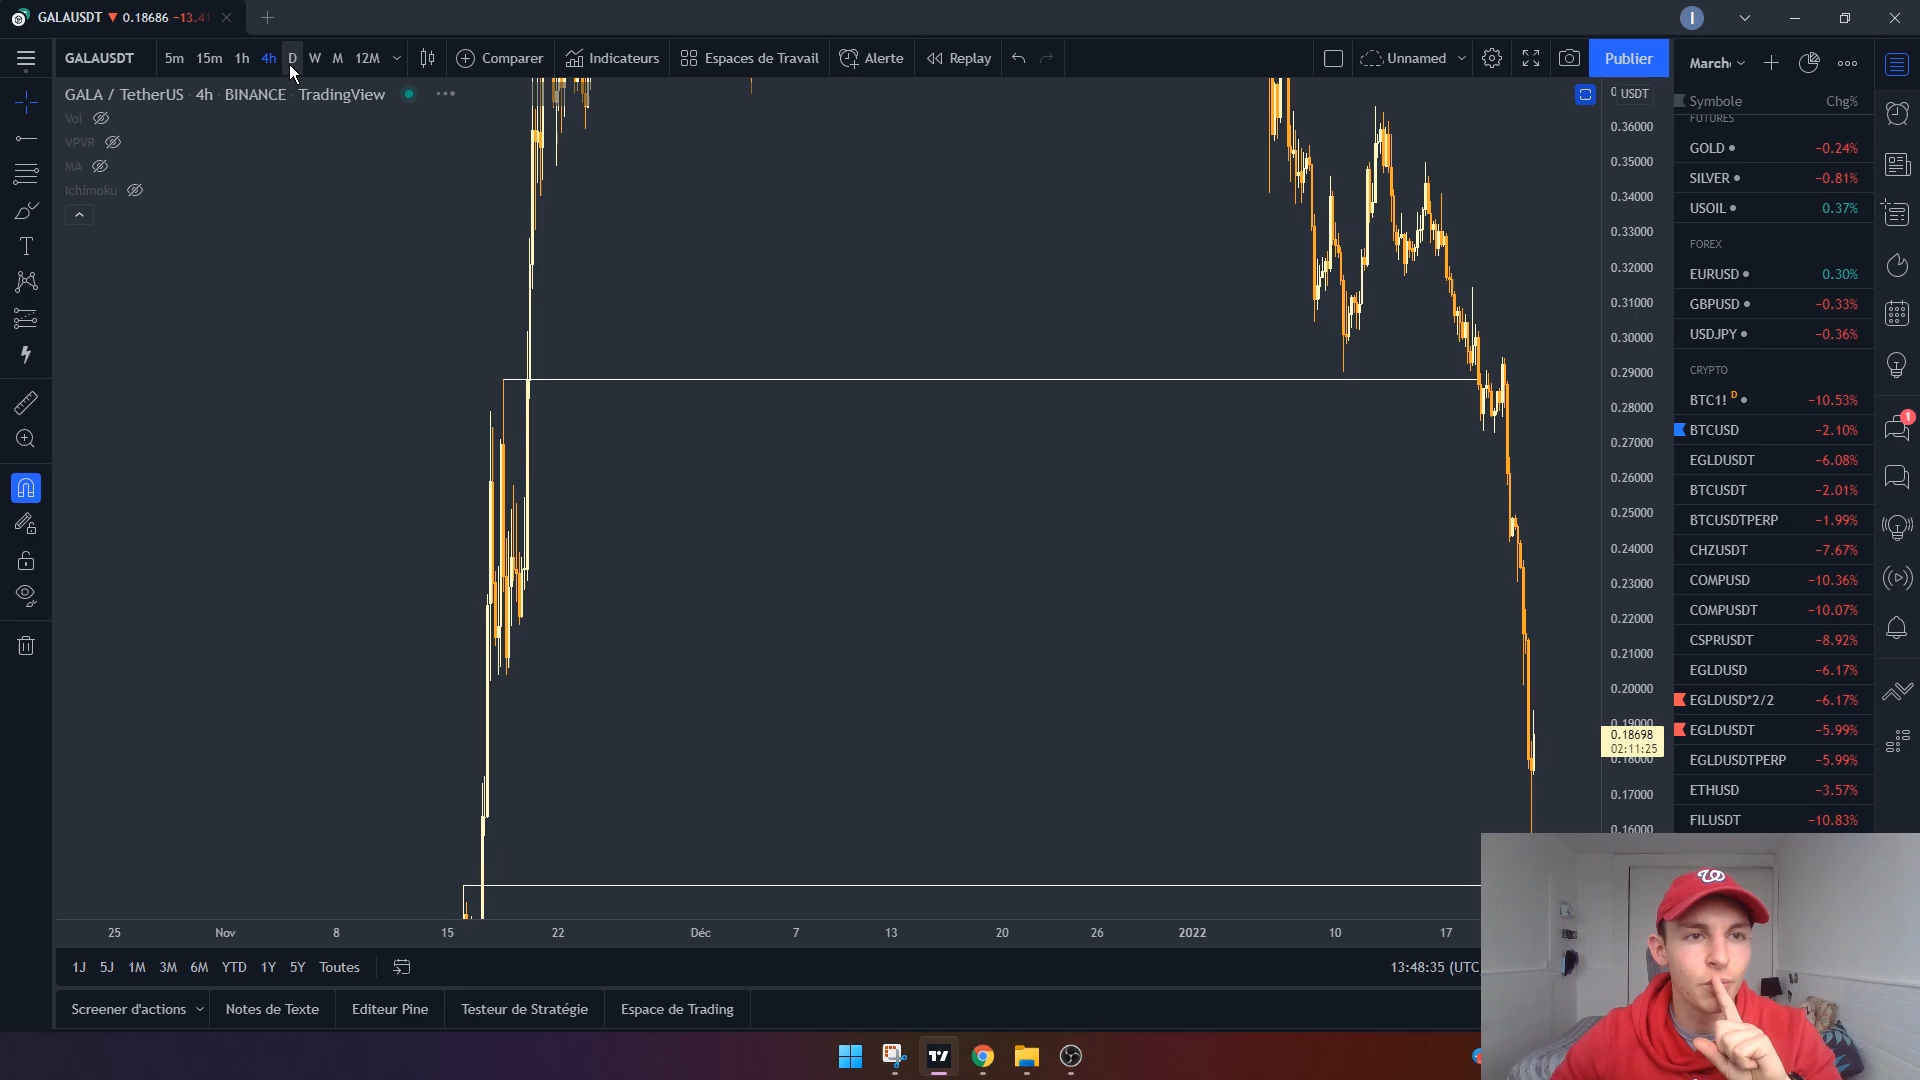 GALAUSDT ▼ 0.18686 −13.41
I
GALAUSDT 5m 15m 1h 4h D W M 12M Comparer Indicateurs Espaces de Travail Alerte Replay Unnamed Publier
GALA / TetherUS · 4h · BINANCE · TradingView
Vol
VPVR
MA
Ichimoku
USDT
0.36000
0.35000
0.34000
0.33000
0.32000
0.31000
0.30000
0.29000
0.28000
0.27000
0.26000
0.25000
0.24000
0.23000
0.22000
0.21000
0.20000
0.19000
0.18698
02:11:25
0.18000
0.17000
0.16000
25 Nov 8 15 22 Déc 7 13 20 26 2022 10 17
1J 5J 1M 3M 6M YTD 1Y 5Y Toutes
13:48:35 (UTC
Screener d'actions Notes de Texte Editeur Pine Testeur de Stratégie Espace de Trading
March
Symbole Chg%
FUTURES
GOLD −0.24%
SILVER −0.81%
USOIL 0.37%
FOREX
EURUSD 0.30%
GBPUSD −0.33%
USDJPY −0.36%
CRYPTO
BTC1! D −10.53%
BTCUSD −2.10%
EGLDUSDT −6.08%
BTCUSDT −2.01%
BTCUSDTPERP −1.99%
CHZUSDT −7.67%
COMPUSD −10.36%
COMPUSDT −10.07%
CSPRUSDT −8.92%
EGLDUSD −6.17%
EGLDUSD*2/2 −6.17%
EGLDUSDT −5.99%
EGLDUSDTPERP −5.99%
ETHUSD −3.57%
FILUSDT −10.83%
1
W